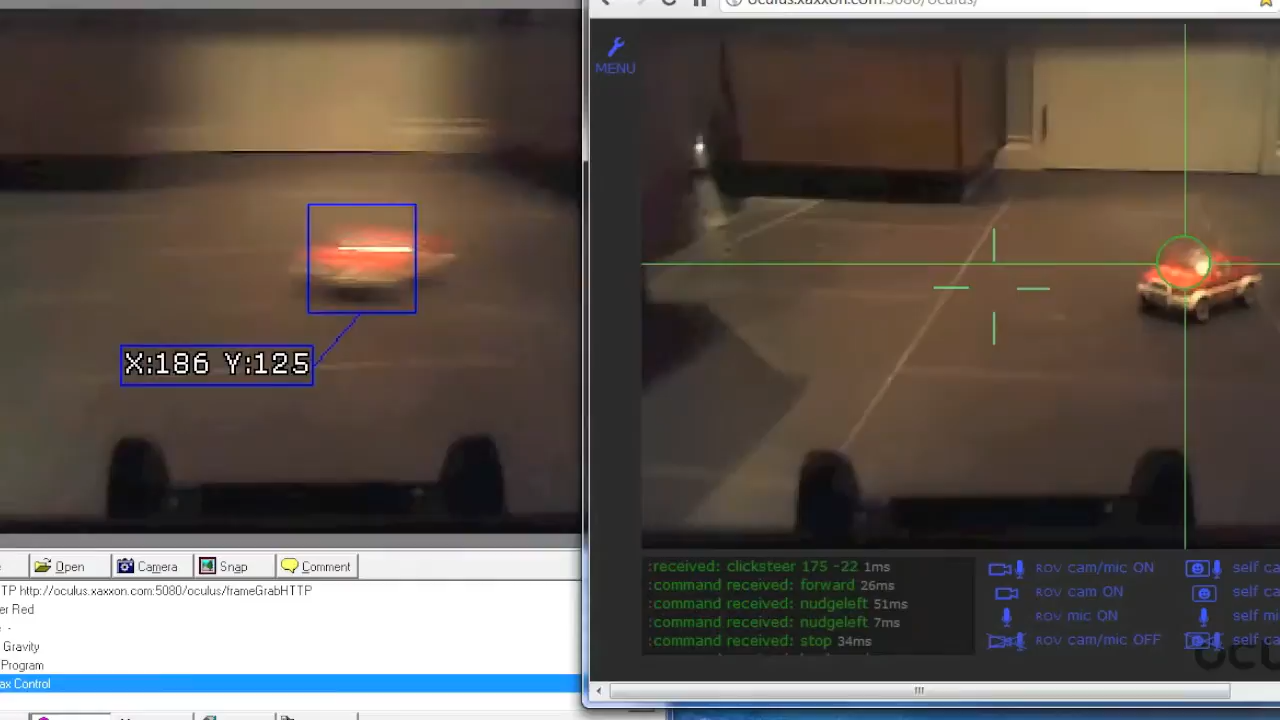 oculus.xaxxon.com:5080/oculus/
MENU
X:186 Y:125
Open Camera Snap Comment
TP http://oculus.xaxxon.com:5080/oculus/frameGrabHTTP
er Red
Gravity
Program
ax Control
:received: clicksteer 175 -22 1ms
:command received: forward 26ms
:command received: nudgeleft 51ms
:command received: nudgeleft 7ms
:command received: stop 34ms
ROV cam/mic ON
ROV cam ON
ROV mic ON
ROV cam/mic OFF
self ca
self ca
self mi
self ca
ocu